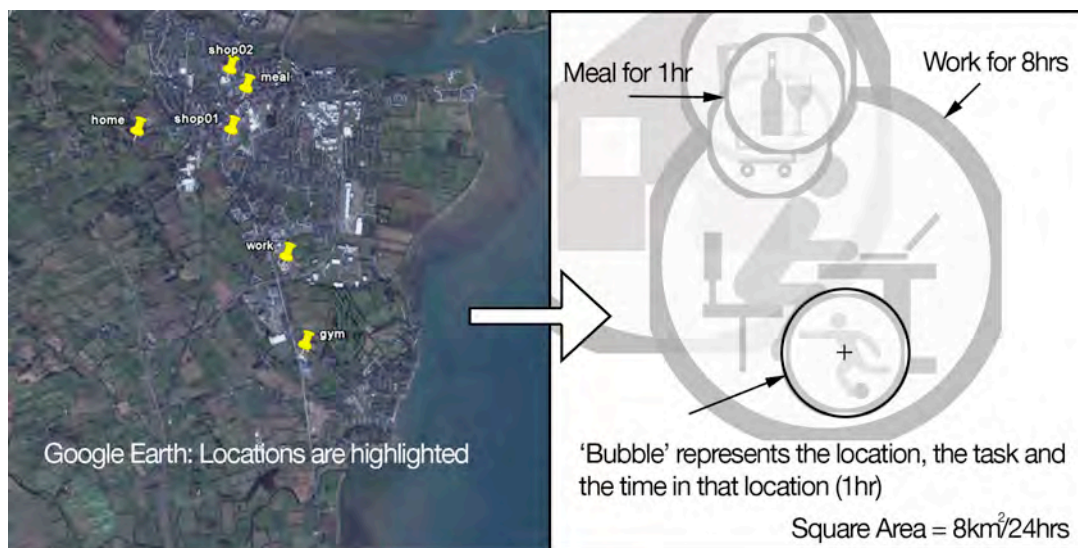 shop02
meal
home
shop01
work
gym
Google Earth: Locations are highlighted
Meal for 1hr
Work for 8hrs
‘Bubble’ represents the location, the task and
the time in that location (1hr)
Square Area = 8km²/24hrs